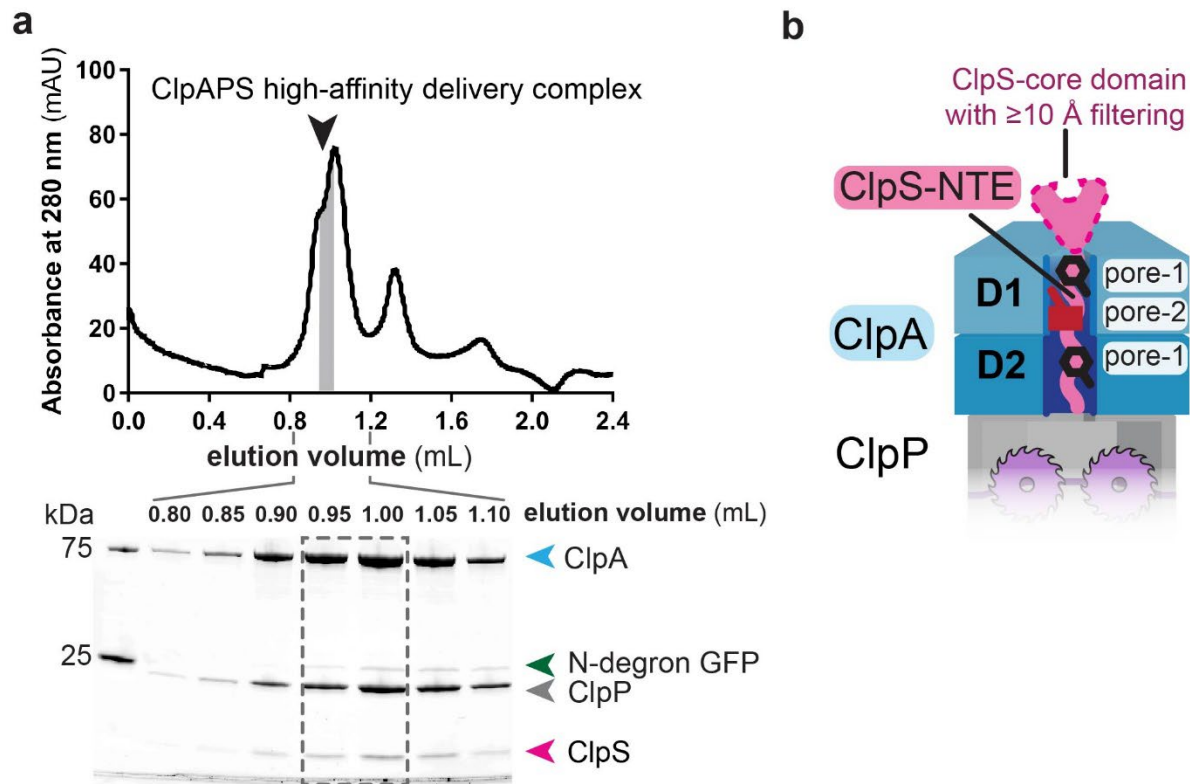 a
ClpAPS high-affinity delivery complex
Absorbance at 280 nm (mAU)
100
80
60
40
20
0
0.0 0.4 0.8 1.2 1.6 2.0 2.4
elution volume (mL)
kDa
0.80 0.85 0.90 0.95 1.00 1.05 1.10 elution volume (mL)
75
ClpA
25
N-degron GFP
ClpP
ClpS
b
ClpS-core domain
with ≥10 Å filtering
ClpS-NTE
D1
pore-1
pore-2
ClpA
D2
pore-1
ClpP